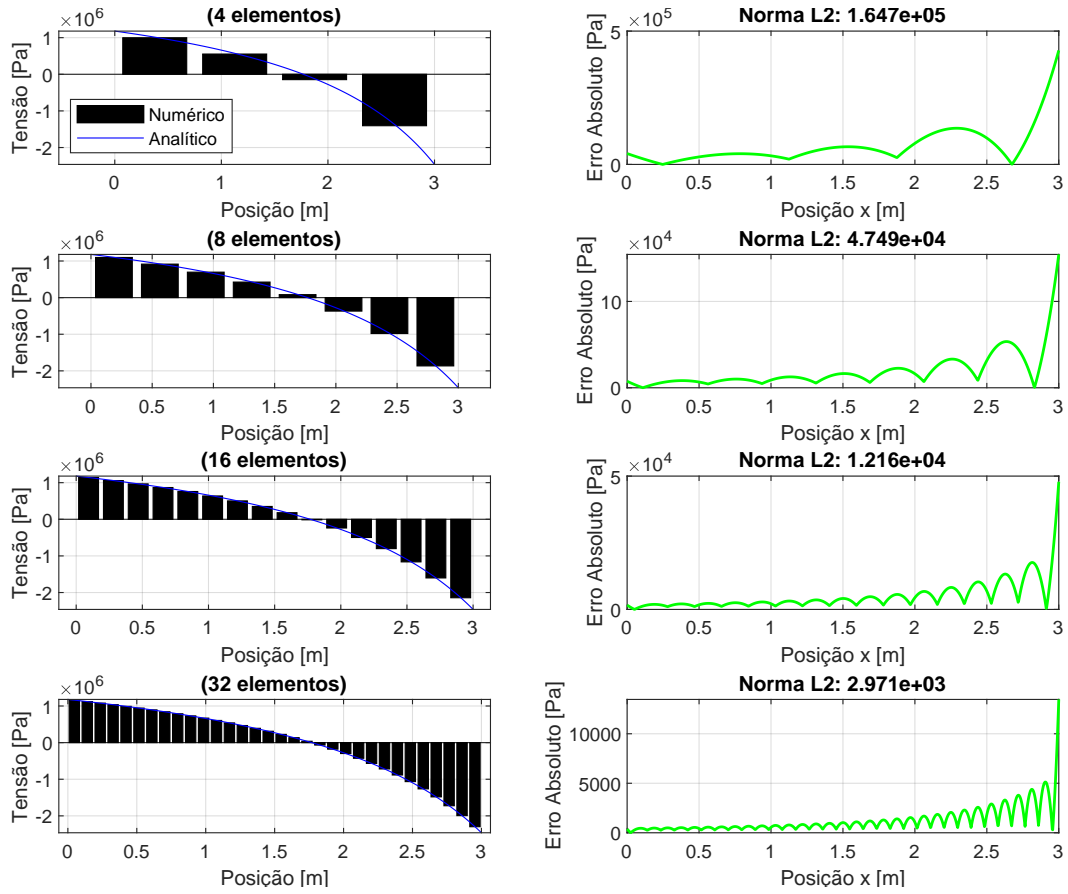 (4 elementos)
×10^6
1
0
-1
-2
Tensão [Pa]
Numérico
Analítico
0 1 2 3
Posição [m]
Norma L2: 1.647e+05
×10^5
5
0
Erro Absoluto [Pa]
0 0.5 1 1.5 2 2.5 3
Posição x [m]
(8 elementos)
×10^6
1
0
-1
-2
Tensão [Pa]
0 0.5 1 1.5 2 2.5 3
Posição [m]
Norma L2: 4.749e+04
×10^4
10
0
Erro Absoluto [Pa]
0 0.5 1 1.5 2 2.5 3
Posição x [m]
(16 elementos)
×10^6
1
0
-1
-2
Tensão [Pa]
0 0.5 1 1.5 2 2.5 3
Posição [m]
Norma L2: 1.216e+04
×10^4
5
0
Erro Absoluto [Pa]
0 0.5 1 1.5 2 2.5 3
Posição x [m]
(32 elementos)
×10^6
1
0
-1
-2
Tensão [Pa]
0 0.5 1 1.5 2 2.5 3
Posição [m]
Norma L2: 2.971e+03
10000
5000
0
Erro Absoluto [Pa]
0 0.5 1 1.5 2 2.5 3
Posição x [m]